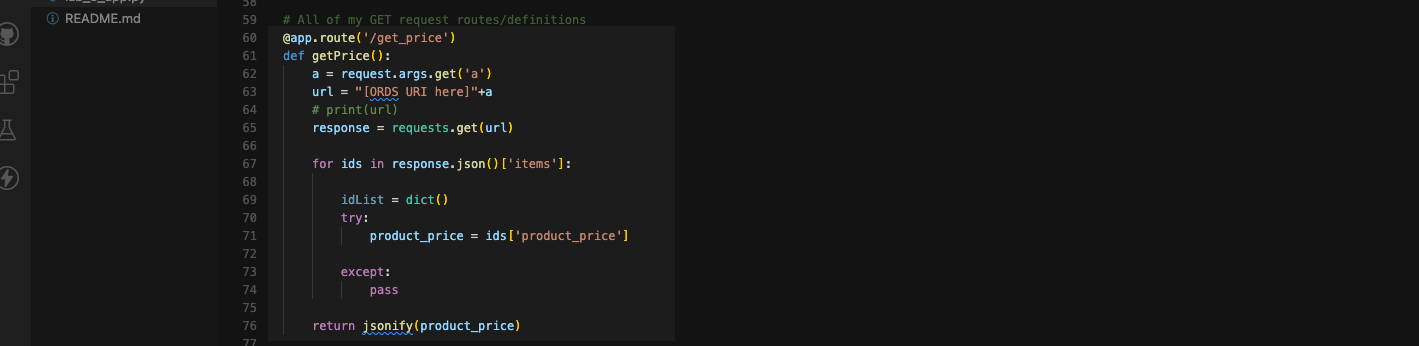 58
README.md
59 # All of my GET request routes/definitions
60 @app.route('/get_price')
61 def getPrice():
62     a = request.args.get('a')
63     url = "[ORDS URI here]"+a
64     # print(url)
65     response = requests.get(url)
66
67     for ids in response.json()['items']:
68
69         idList = dict()
70         try:
71             product_price = ids['product_price']
72
73         except:
74             pass
75
76     return jsonify(product_price)
77